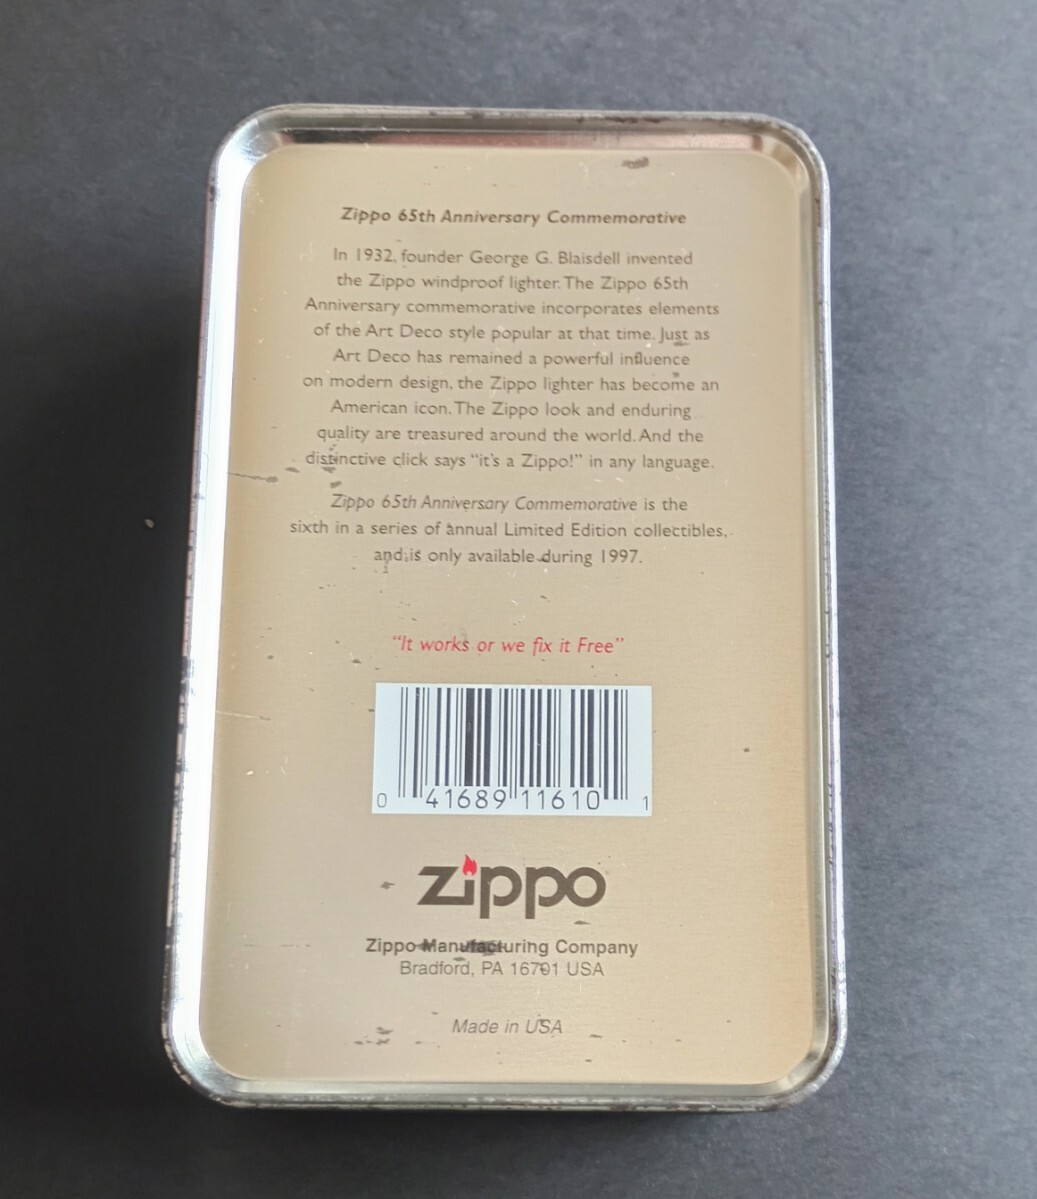 Zippo 65th Anniversary Commemorative
In 1932, founder George G. Blaisdell invented
the Zippo windproof lighter. The Zippo 65th
Anniversary commemorative incorporates elements
of the Art Deco style popular at that time. Just as
Art Deco has remained a powerful influence
on modern design, the Zippo lighter has become an
American icon. The Zippo look and enduring
quality are treasured around the world. And the
distinctive click says “it's a Zippo!” in any language.
Zippo 65th Anniversary Commemorative is the
sixth in a series of annual Limited Edition collectibles,
and is only available during 1997.
“It works or we fix it Free”
0 41689 11610 1
zippo
Zippo Manufacturing Company
Bradford, PA 16701 USA
Made in USA